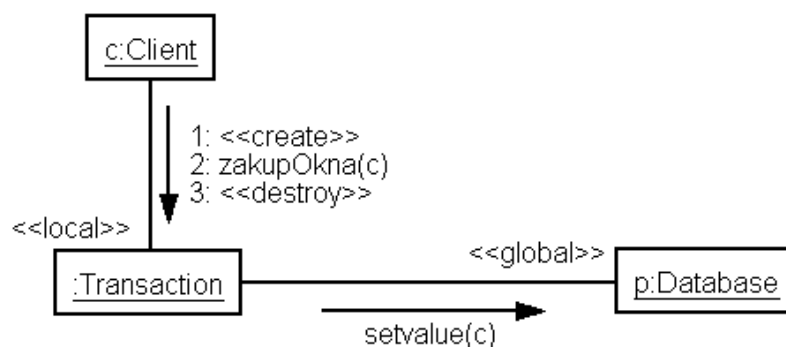 c:Client
1: <<create>>
2: zakupOkna(c)
3: <<destroy>>
<<local>>
<<global>>
:Transaction
p:Database
setvalue(c)